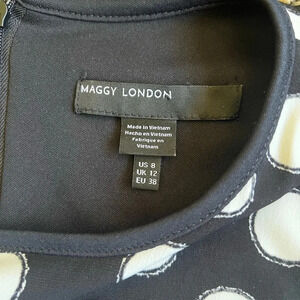 MAGGY LONDON
Made in Vietnam
Hecho en Vietnam
Fabriqué en
Vietnam
US 8
UK 12
EU 38